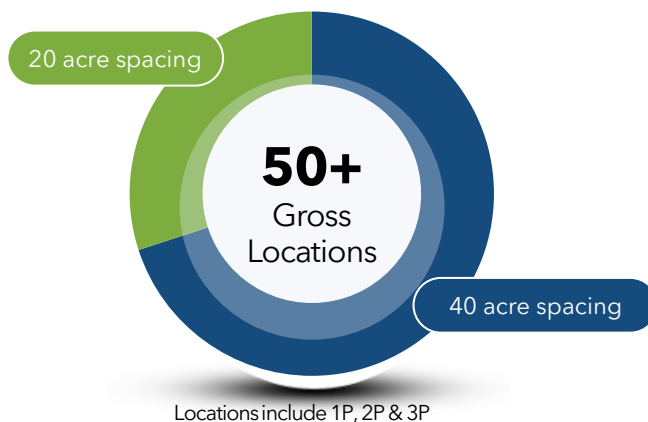 20 acre spacing
50+
Gross
Locations
40 acre spacing
Locations include 1P, 2P & 3P